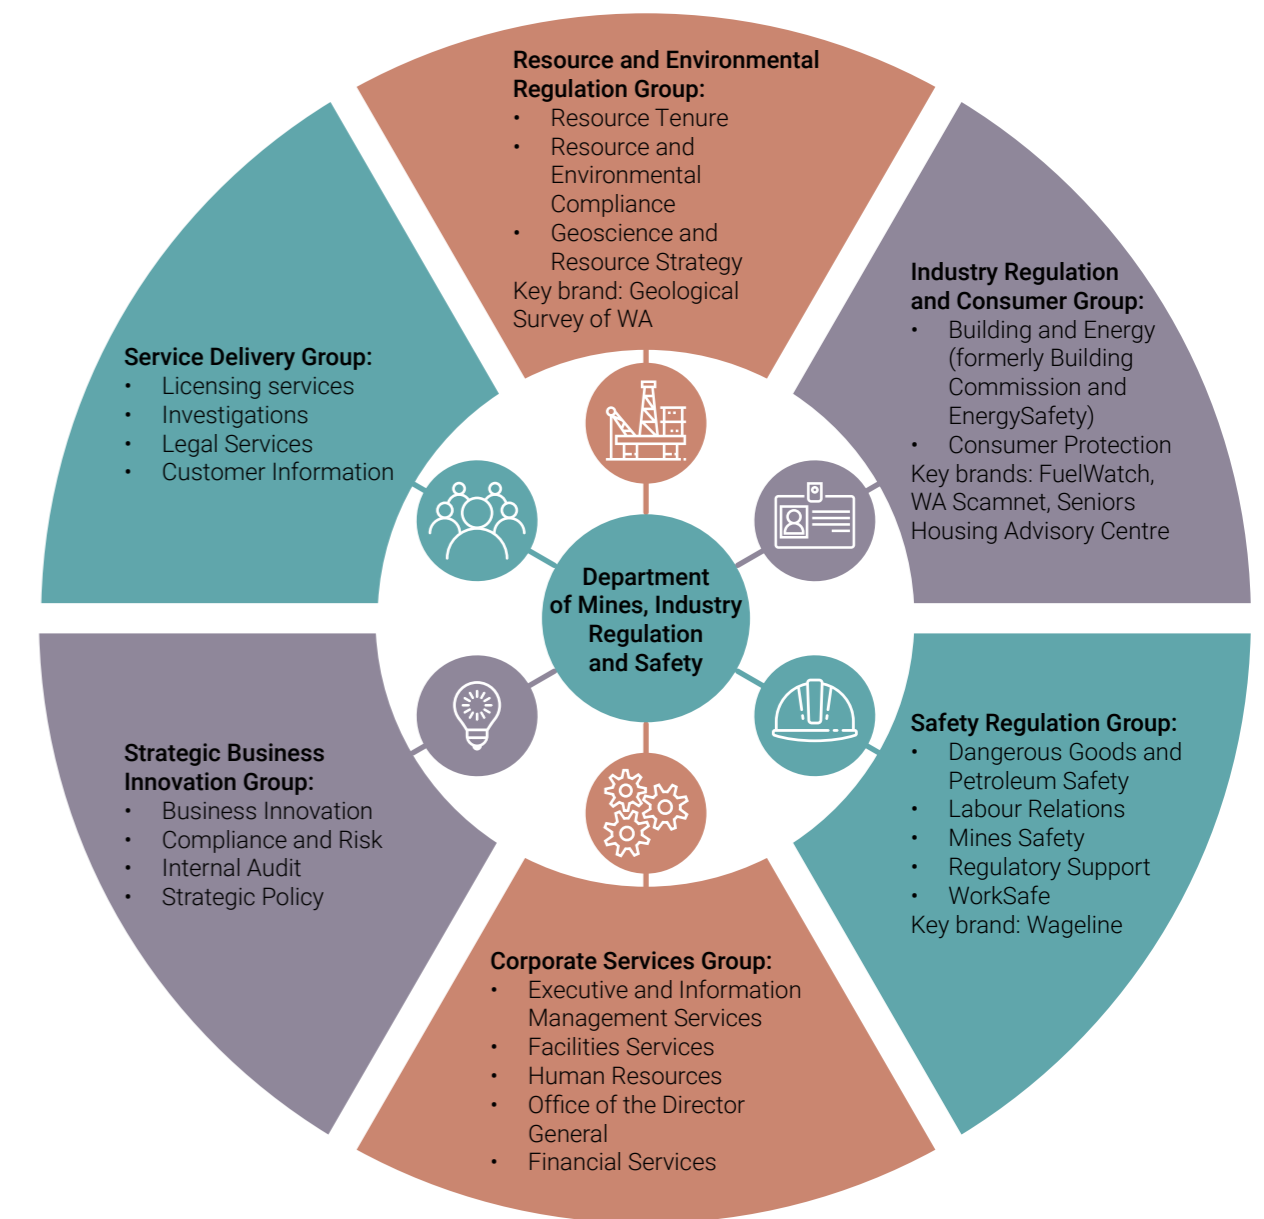 Resource and Environmental
Regulation Group:
• Resource Tenure
• Resource and
Environmental
Compliance
• Geoscience and
Resource Strategy
Key brand: Geological
Survey of WA
Industry Regulation
and Consumer Group:
• Building and Energy
(formerly Building
Commission and
EnergySafety)
• Consumer Protection
Key brands: FuelWatch,
WA Scamnet, Seniors
Housing Advisory Centre
Service Delivery Group:
• Licensing services
• Investigations
• Legal Services
• Customer Information
Department
of Mines, Industry
Regulation
and Safety
Safety Regulation Group:
• Dangerous Goods and
Petroleum Safety
• Labour Relations
• Mines Safety
• Regulatory Support
• WorkSafe
Key brand: Wageline
Strategic Business
Innovation Group:
• Business Innovation
• Compliance and Risk
• Internal Audit
• Strategic Policy
Corporate Services Group:
• Executive and Information
Management Services
• Facilities Services
• Human Resources
• Office of the Director
General
• Financial Services